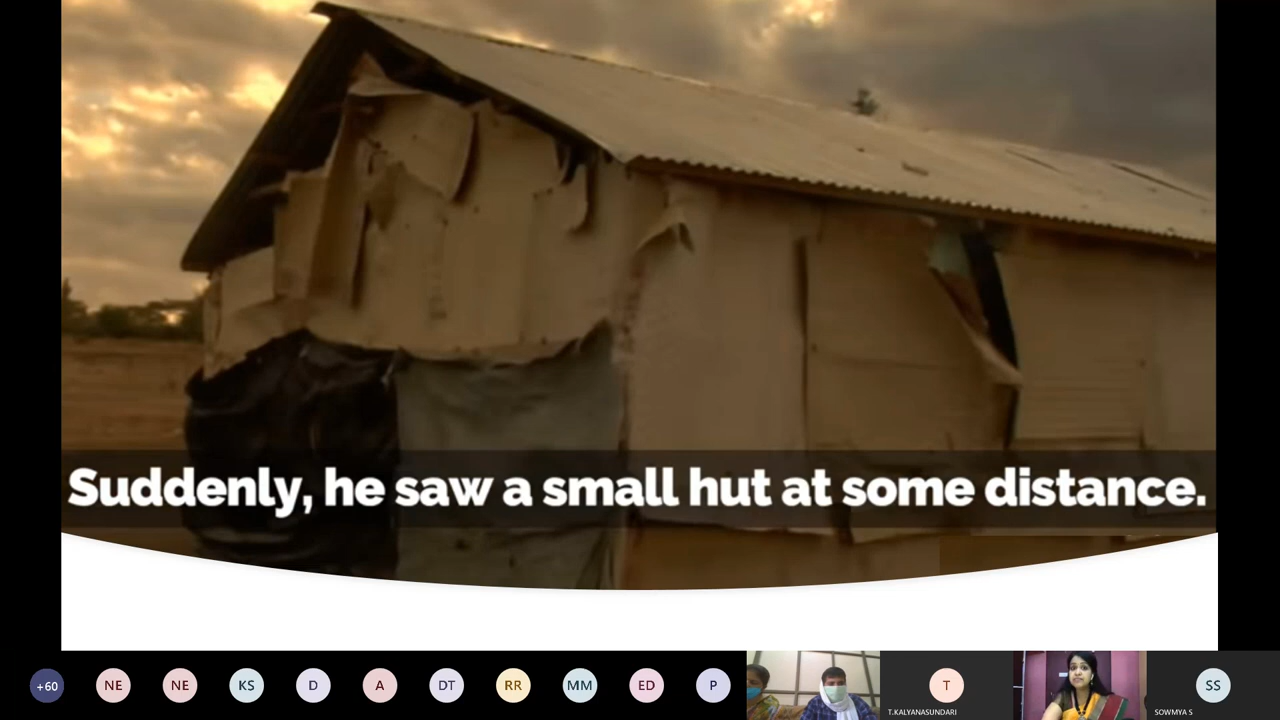 Suddenly, he saw a small hut at some distance.
+60
NE
NE
KS
D
A
DT
RR
MM
ED
P
T
T.KALYANASUNDARI
SS
SOWMYA S